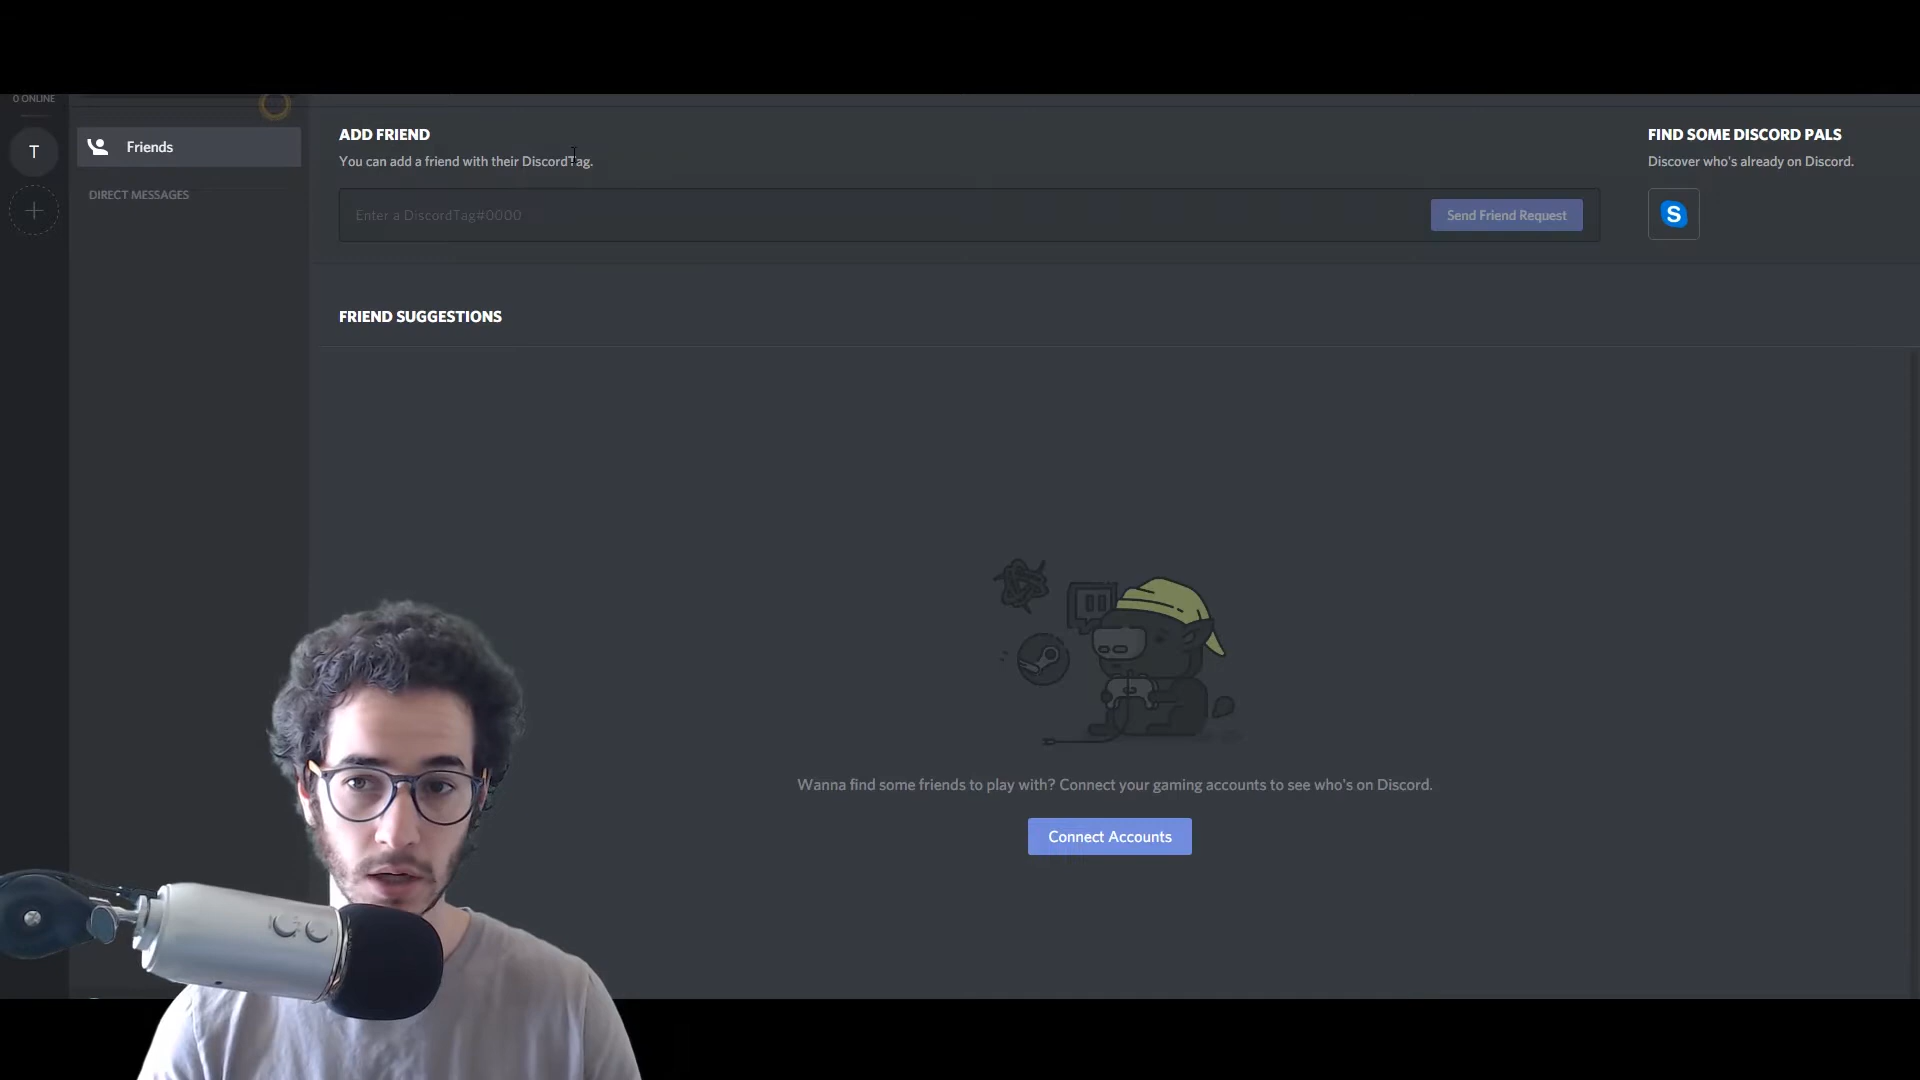 0 ONLINE
T
Friends
DIRECT MESSAGES
ADD FRIEND
You can add a friend with their DiscordTag.
Enter a DiscordTag#0000
Send Friend Request
FIND SOME DISCORD PALS
Discover who's already on Discord.
S
FRIEND SUGGESTIONS
Wanna find some friends to play with? Connect your gaming accounts to see who's on Discord.
Connect Accounts